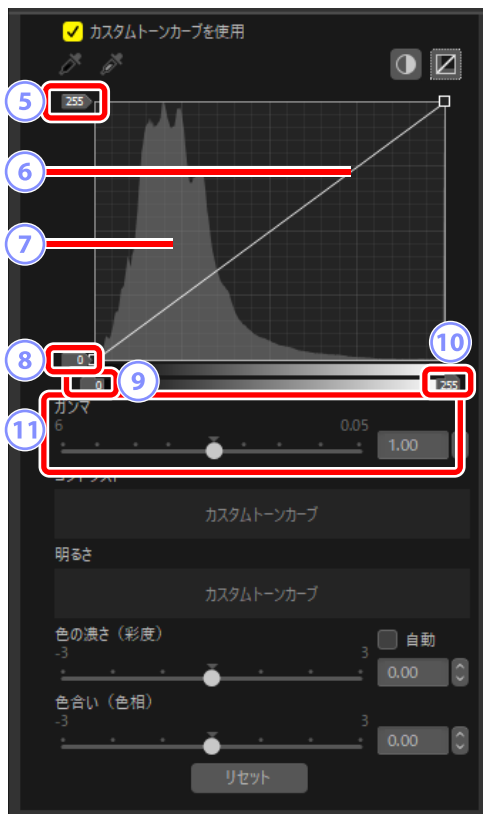 カスタムトーンカーブを使用
5
255
6
7
8
0
10
9
0
255
ガンマ
11
6
0.05
1.00
コントラスト
カスタムトーンカーブ
明るさ
カスタムトーンカーブ
色の濃さ（彩度）
自動
-3
3
0.00
色合い（色相）
-3
3
0.00
リセット